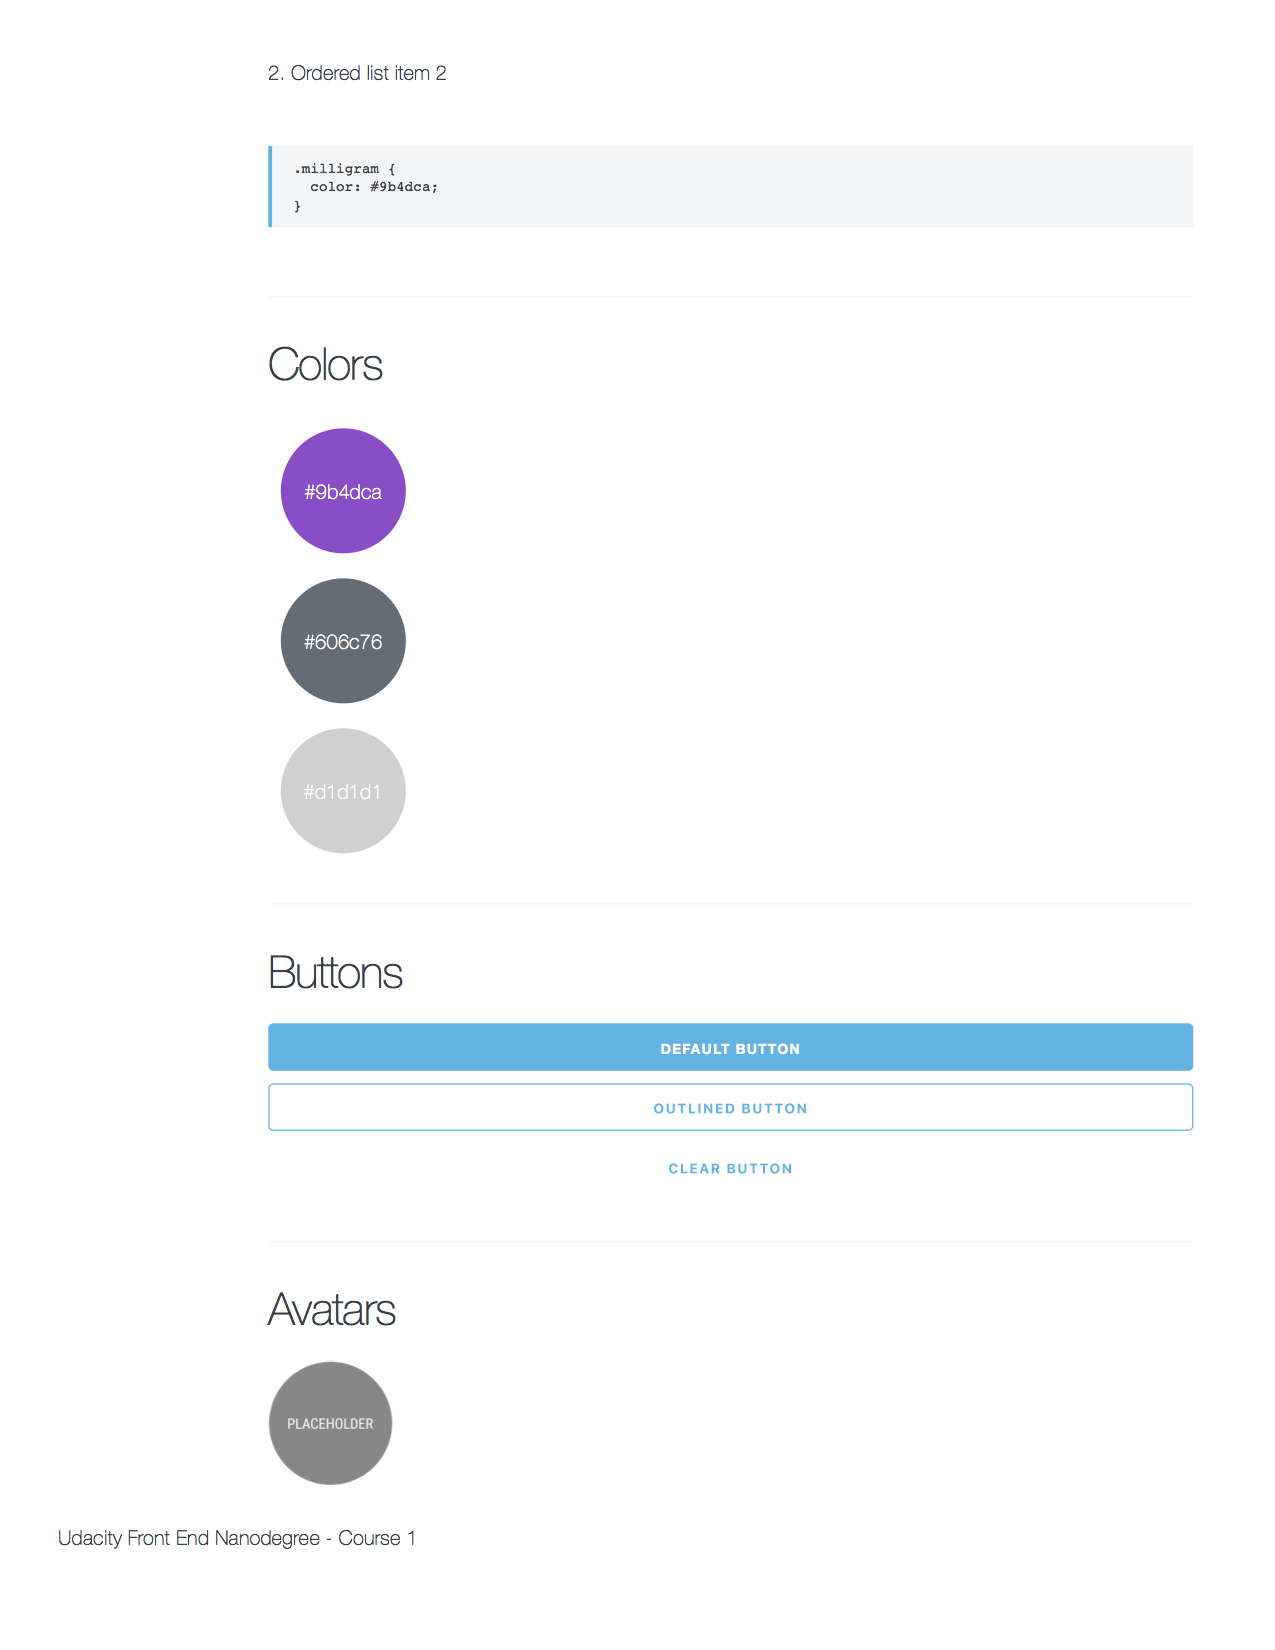 2. Ordered list item 2
.milligram {
  color: #9b4dca;
}
Colors
#9b4dca
#606c76
#d1d1d1
Buttons
DEFAULT BUTTON
OUTLINED BUTTON
CLEAR BUTTON
Avatars
PLACEHOLDER
Udacity Front End Nanodegree - Course 1